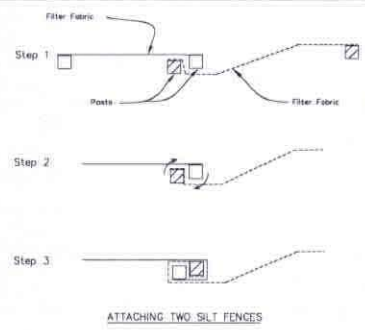 Filter Fabric
Step 1
Posts
Filter Fabric
Step 2
Step 3
ATTACHING TWO SILT FENCES